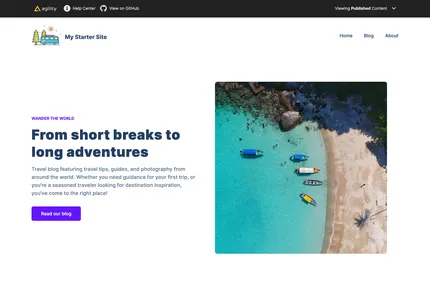 agility
Help Center
View on GitHub
Viewing Published Content
My Starter Site
Home
Blog
About
WANDER THE WORLD
From short breaks to
long adventures
Travel blog featuring travel tips, guides, and photography from
around the world. Whether you need guidance for your first trip, or
you're a seasoned traveler looking for destination inspiration,
you've come to the right place!
Read our blog